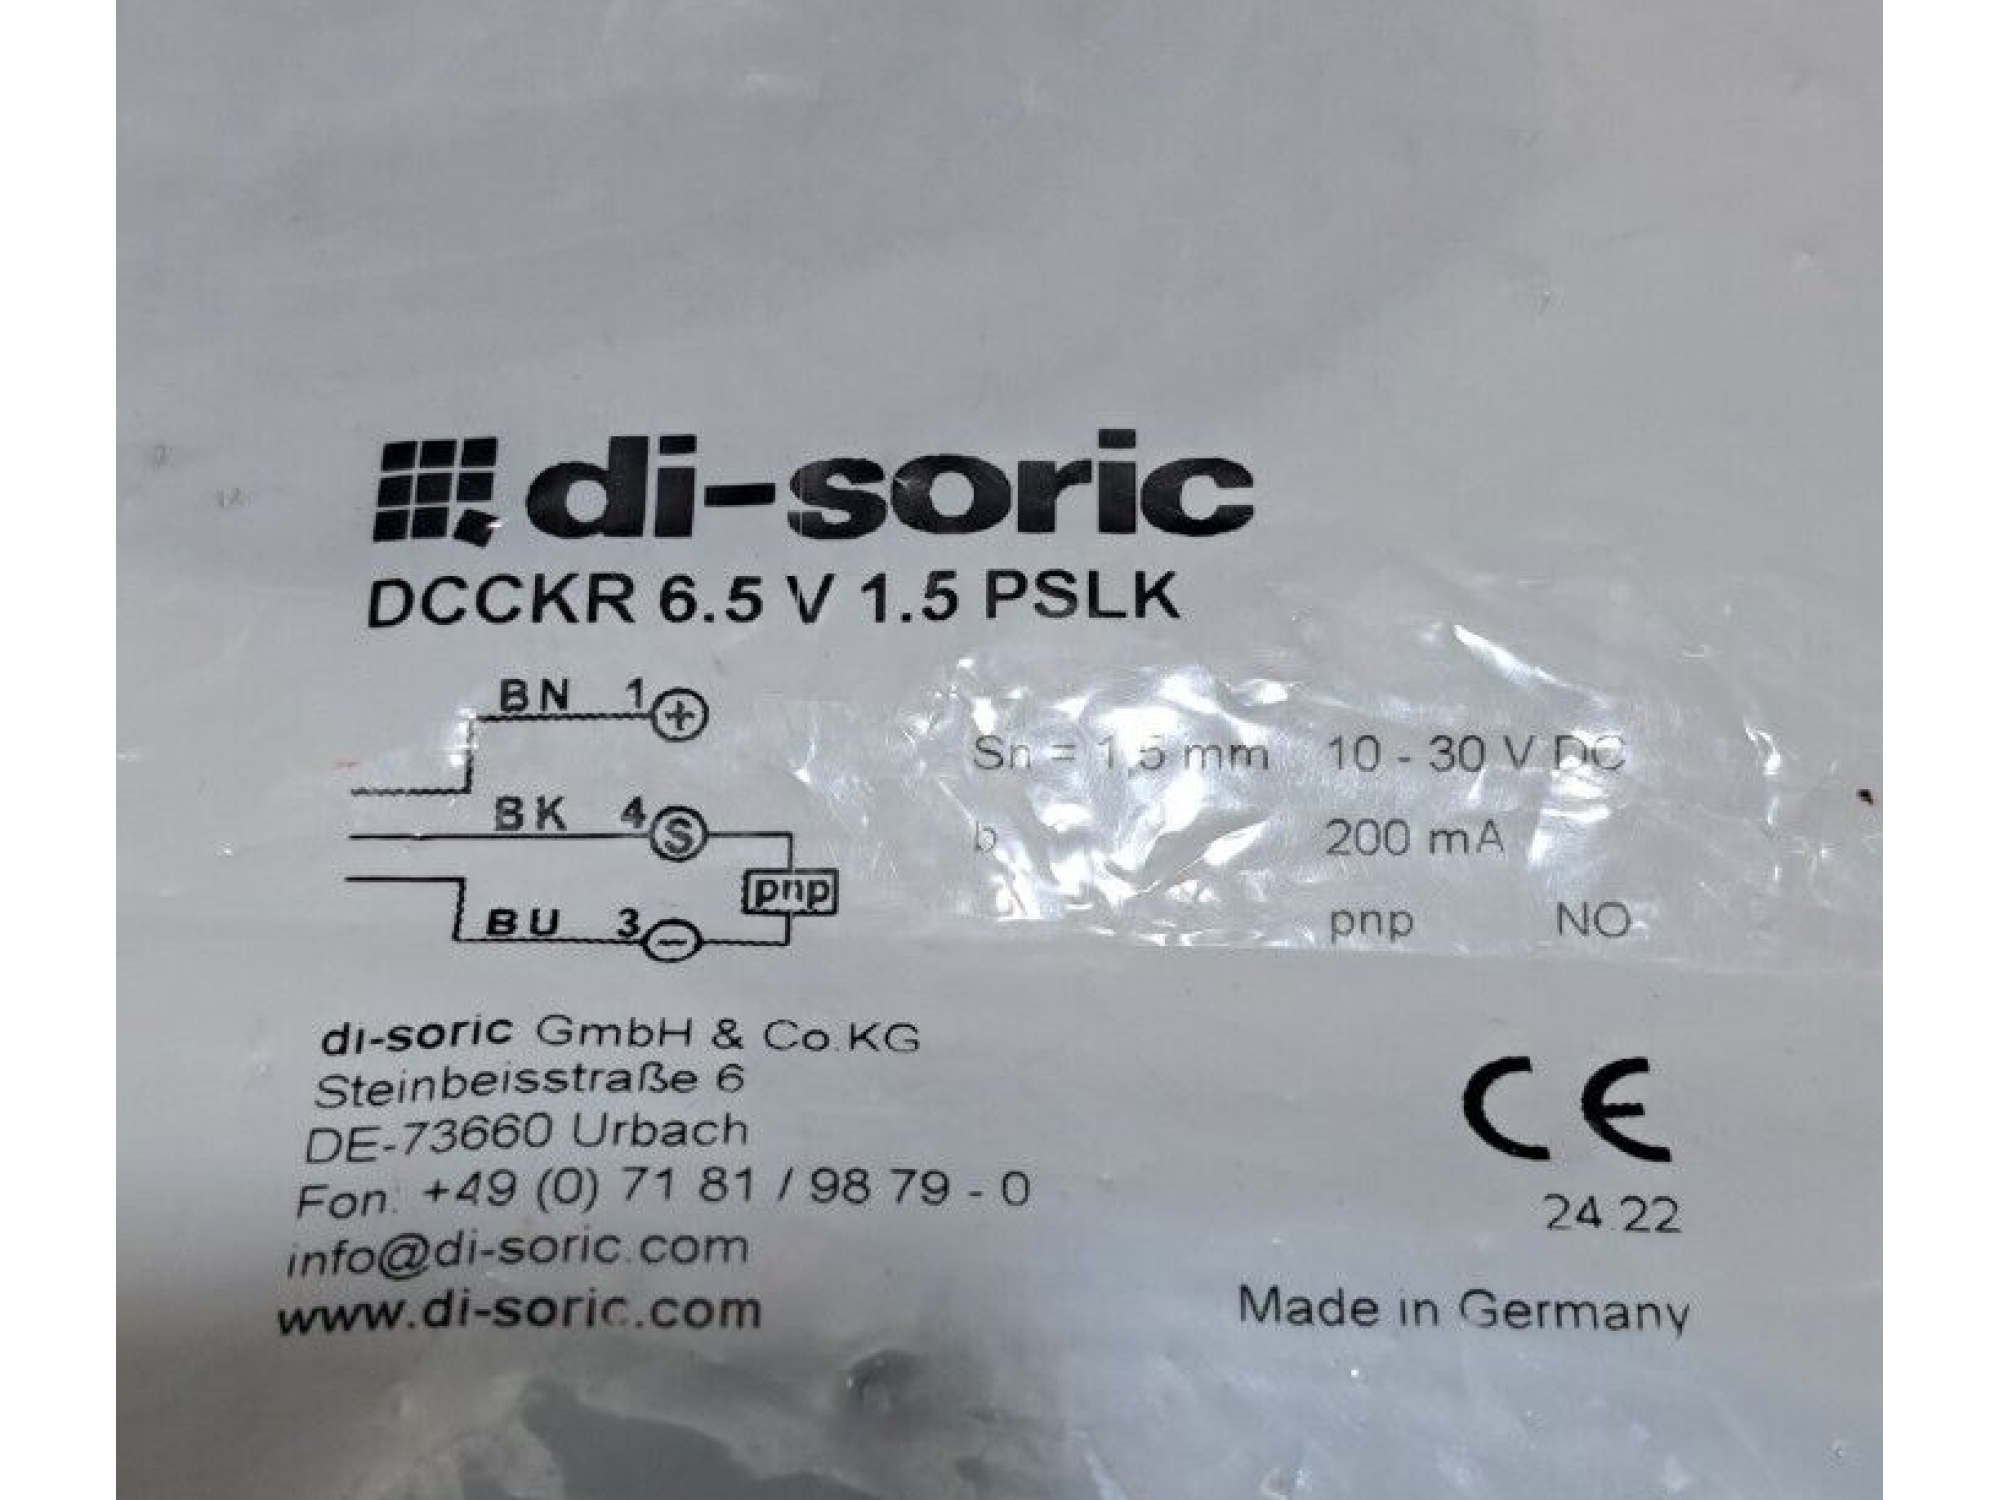 di-soric
DCCKR 6.5 V 1.5 PSLK
BN 1 +
BK 4 S
pnp
BU 3 −
Sn = 1,5 mm 10 - 30 V DC
b 200 mA
pnp NO
di-soric GmbH & Co.KG
Steinbeisstraße 6
DE-73660 Urbach
Fon. +49 (0) 71 81 / 98 79 - 0
info@di-soric.com
www.di-soric.com
CE
24.22
Made in Germany